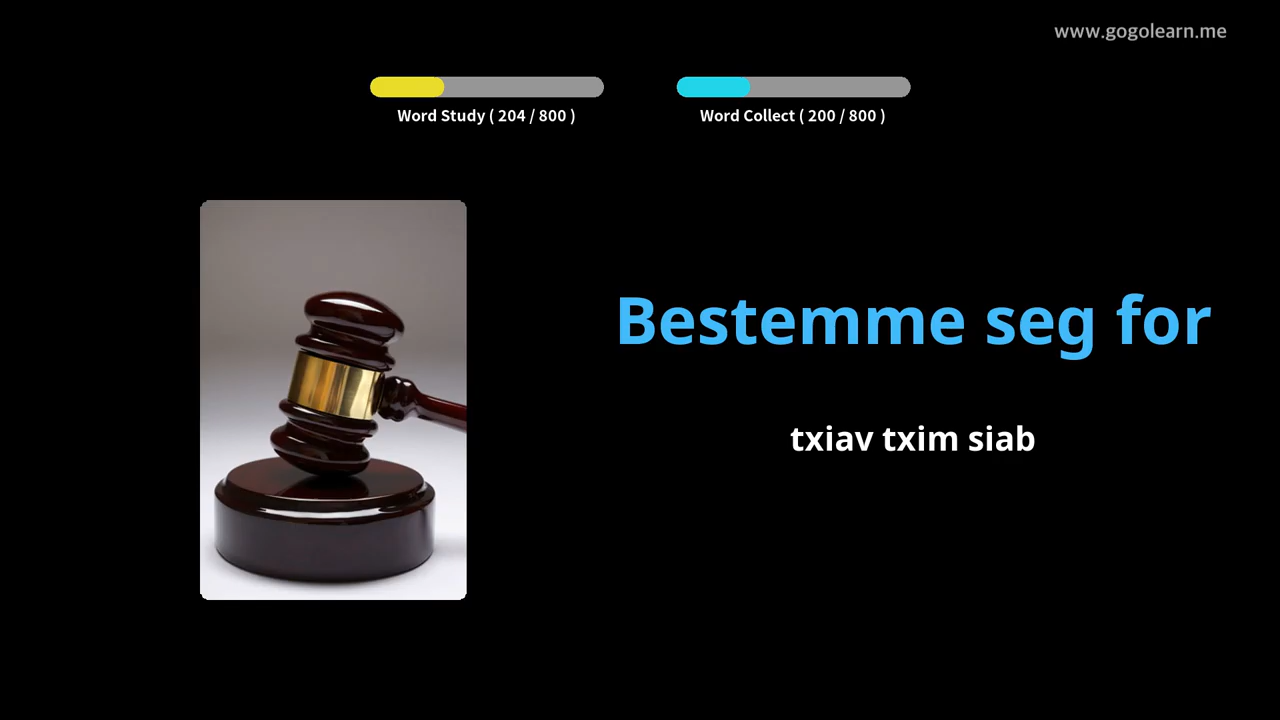 www.gogolearn.me
Word Study ( 204 / 800 )
Word Collect ( 200 / 800 )
Bestemme seg for
txiav txim siab